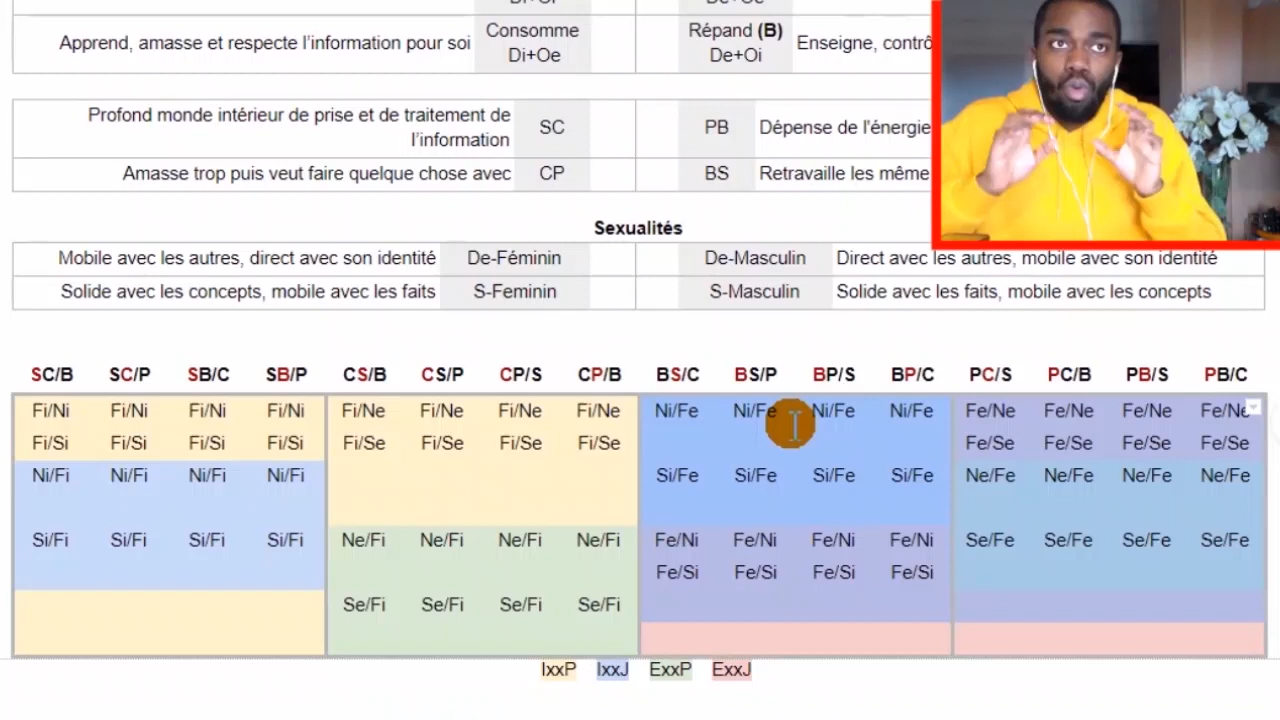 Apprend, amasse et respecte l'information pour soi Consomme Répand (B) Enseigne, contrô
Di+Oe De+Oi
Profond monde intérieur de prise et de traitement de
l'information SC PB Dépense de l'énergie
Amasse trop puis veut faire quelque chose avec CP BS Retravaille les même
Sexualités
Mobile avec les autres, direct avec son identité De-Féminin De-Masculin Direct avec les autres, mobile avec son identité
Solide avec les concepts, mobile avec les faits S-Feminin S-Masculin Solide avec les faits, mobile avec les concepts
SC/B SC/P SB/C SB/P CS/B CS/P CP/S CP/B BS/C BS/P BP/S BP/C PC/S PC/B PB/S PB/C
Fi/Ni Fi/Ni Fi/Ni Fi/Ni Fi/Ne Fi/Ne Fi/Ne Fi/Ne Ni/Fe Ni/Fe Ni/Fe Ni/Fe Fe/Ne Fe/Ne Fe/Ne Fe/Ne
Fi/Si Fi/Si Fi/Si Fi/Si Fi/Se Fi/Se Fi/Se Fi/Se Fe/Se Fe/Se Fe/Se Fe/Se
Ni/Fi Ni/Fi Ni/Fi Ni/Fi Si/Fe Si/Fe Si/Fe Si/Fe Ne/Fe Ne/Fe Ne/Fe Ne/Fe
Si/Fi Si/Fi Si/Fi Si/Fi Ne/Fi Ne/Fi Ne/Fi Ne/Fi Fe/Ni Fe/Ni Fe/Ni Fe/Ni Se/Fe Se/Fe Se/Fe Se/Fe
Fe/Si Fe/Si Fe/Si Fe/Si
Se/Fi Se/Fi Se/Fi Se/Fi
IxxP IxxJ ExxP ExxJ